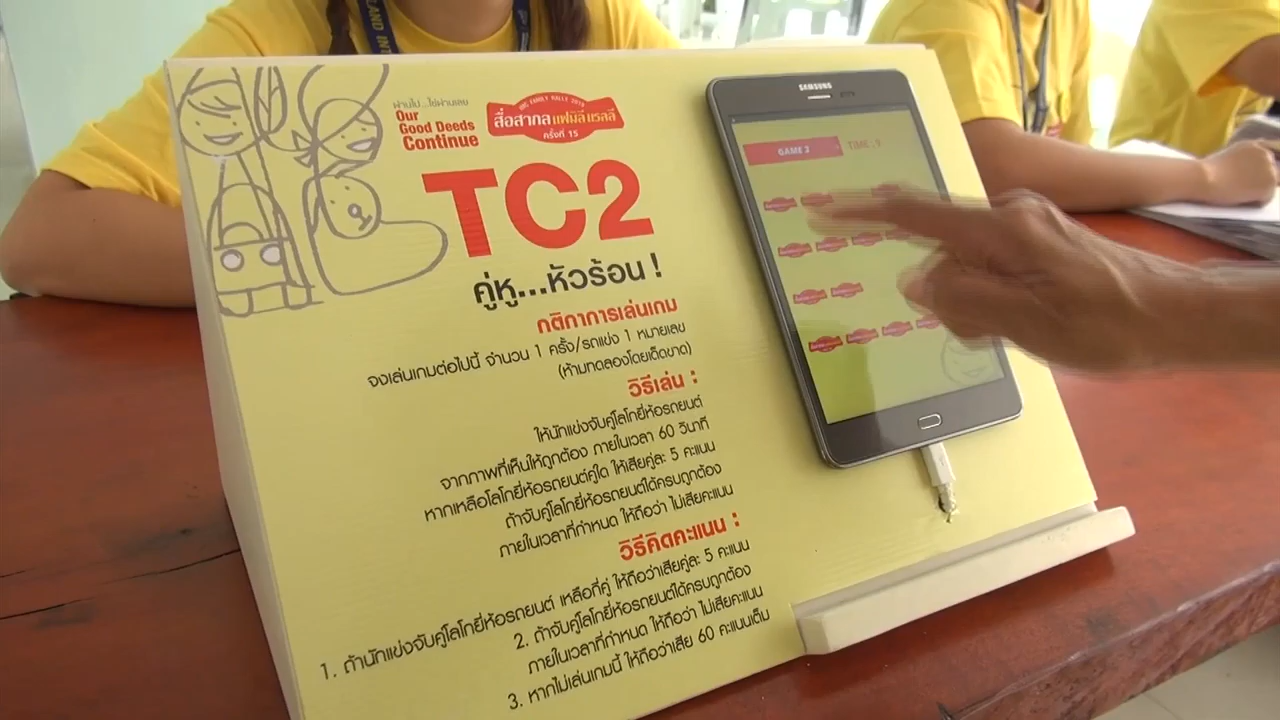 LAND INT
ผ่านไป...ใช่ผ่านเลย
Our
Good Deeds
Continue
IBC FAMILY RALLY 2019
สื่อสากลแฟมิลี่แรลลี่
ครั้งที่ 15
TC2
คู่หู...หัวร้อน !
กติกาการเล่นเกม
จงเล่นเกมต่อไปนี้ จำนวน 1 ครั้ง/รถแข่ง 1 หมายเลข
(ห้ามทดลองโดยเด็ดขาด)
วิธีเล่น :
ให้นักแข่งจับคู่โลโก้ยี่ห้อรถยนต์
จากภาพที่เห็นให้ถูกต้อง ภายในเวลา 60 วินาที
หากเหลือโลโก้ยี่ห้อรถยนต์คู่ใด ให้เสียคู่ละ 5 คะแนน
ถ้าจับคู่โลโก้ยี่ห้อรถยนต์ได้ครบถูกต้อง
ภายในเวลาที่กำหนด ให้ถือว่า ไม่เสียคะแนน
วิธีคิดคะแนน :
1. ถ้านักแข่งจับคู่โลโก้ยี่ห้อรถยนต์ เหลือกี่คู่ ให้ถือว่าเสียคู่ละ 5 คะแนน
2. ถ้าจับคู่โลโก้ยี่ห้อรถยนต์ได้ครบถูกต้อง
ภายในเวลาที่กำหนด ให้ถือว่า ไม่เสียคะแนน
3. หากไม่เล่นเกมนี้ ให้ถือว่าเสีย 60 คะแนนเต็ม
SAMSUNG
GAME 3
TIME : 9